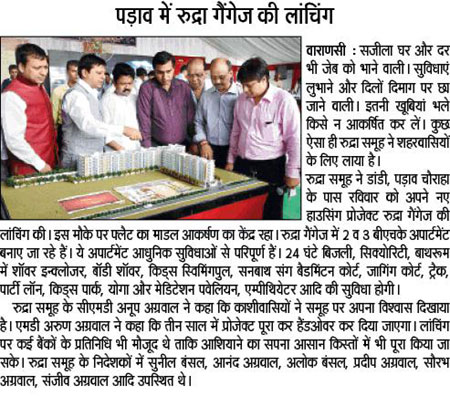 पड़ाव में रुद्रा गैंगेज की लांचिंग
वाराणसी : सजीला घर और दर
भी जेब को भाने वाली। सुविधाएं
लुभाने और दिलों दिमाग पर छा
जाने वाली। इतनी खूबियां भले
किसे न आकर्षित कर लें। कुछ
ऐसा ही रुद्रा समूह ने शहरवासियों
के लिए लाया है।
रुद्रा समूह ने डांडी, पड़ाव चौराहा
के पास रविवार को अपने नए
हाउसिंग प्रोजेक्ट रुद्रा गैंगेज की
लांचिंग की। इस मौके पर फ्लैट का माडल आकर्षण का केंद्र रहा। रुद्रा गैंगेज में 2 व 3 बीएचके अपार्टमेंट
बनाए जा रहे हैं। ये अपार्टमेंट आधुनिक सुविधाओं से परिपूर्ण हैं। 24 घंटे बिजली, सिक्योरिटी, बाथरूम
में शॉवर इन्क्लोजर, बॉडी शॉवर, किड्स स्विमिंगपुल, सनबाथ संग बैडमिंटन कोर्ट, जागिंग कोर्ट, ट्रेक,
पार्टी लॉन, किड्स पार्क, योगा और मेडिटेशन पवेलियन, एम्पीथियेटर आदि की सुविधा होगी।
रुद्रा समूह के सीएमडी अनूप अग्रवाल ने कहा कि काशीवासियों ने समूह पर अपना विश्वास दिखाया
है। एमडी अरुण अग्रवाल ने कहा कि तीन साल में प्रोजेक्ट पूरा कर हैंडओवर कर दिया जाएगा। लांचिंग
पर कई बैंकों के प्रतिनिधि भी मौजूद थे ताकि आशियाने का सपना आसान किस्तों में भी पूरा किया जा
सके। रुद्रा समूह के निदेशकों में सुनील बंसल, आनंद अग्रवाल, अलोक बंसल, प्रदीप अग्रवाल, सौरभ
अग्रवाल, संजीव अग्रवाल आदि उपस्थित थे।